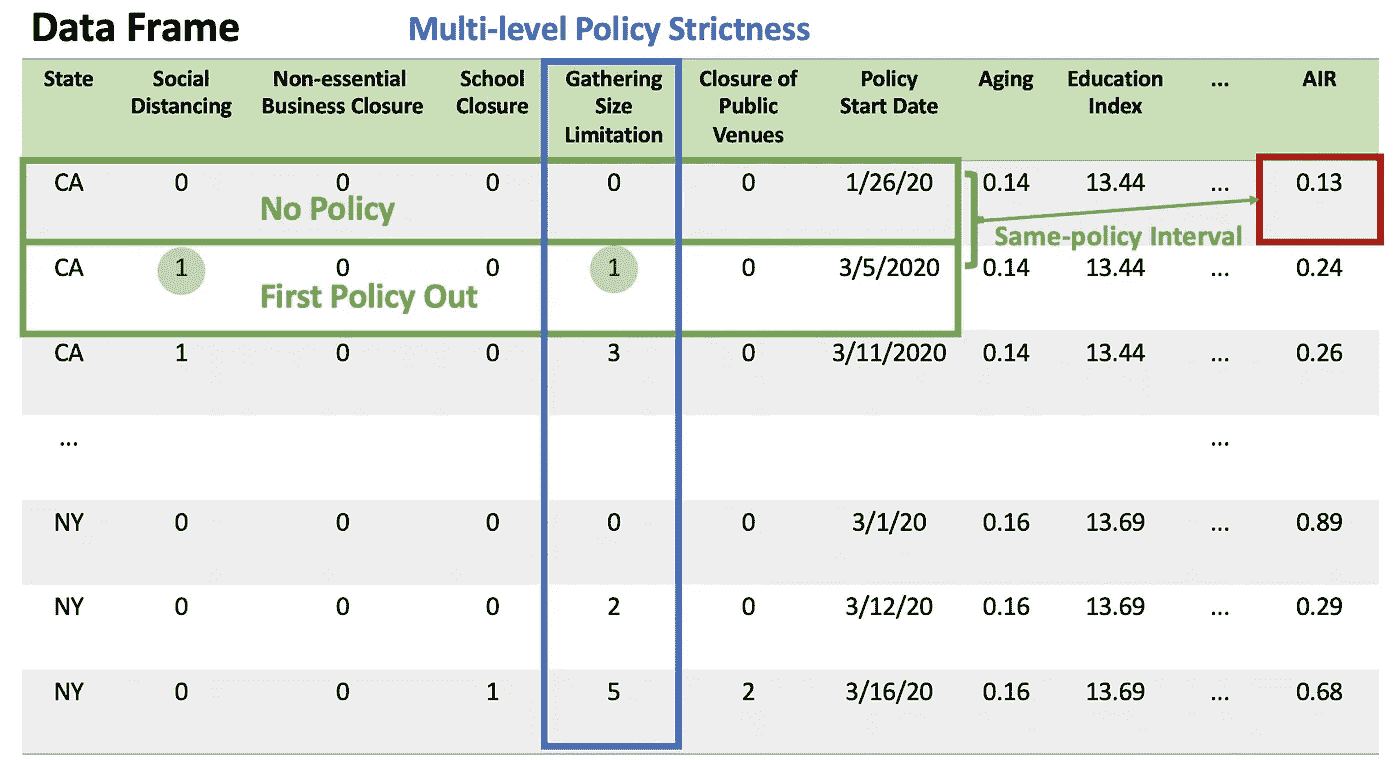 Data Frame
Multi-level Policy Strictness
State Social Distancing Non-essential Business Closure School Closure Gathering Size Limitation Closure of Public Venues Policy Start Date Aging Education Index ... AIR
CA 0 0 0 0 0 1/26/20 0.14 13.44 ... 0.13
No Policy
Same-policy Interval
CA 1 0 0 1 0 3/5/2020 0.14 13.44 ... 0.24
First Policy Out
CA 1 0 0 3 0 3/11/2020 0.14 13.44 ... 0.26
... ...
NY 0 0 0 0 0 3/1/20 0.16 13.69 ... 0.89
NY 0 0 0 2 0 3/12/20 0.16 13.69 ... 0.29
NY 0 0 1 5 2 3/16/20 0.16 13.69 ... 0.68